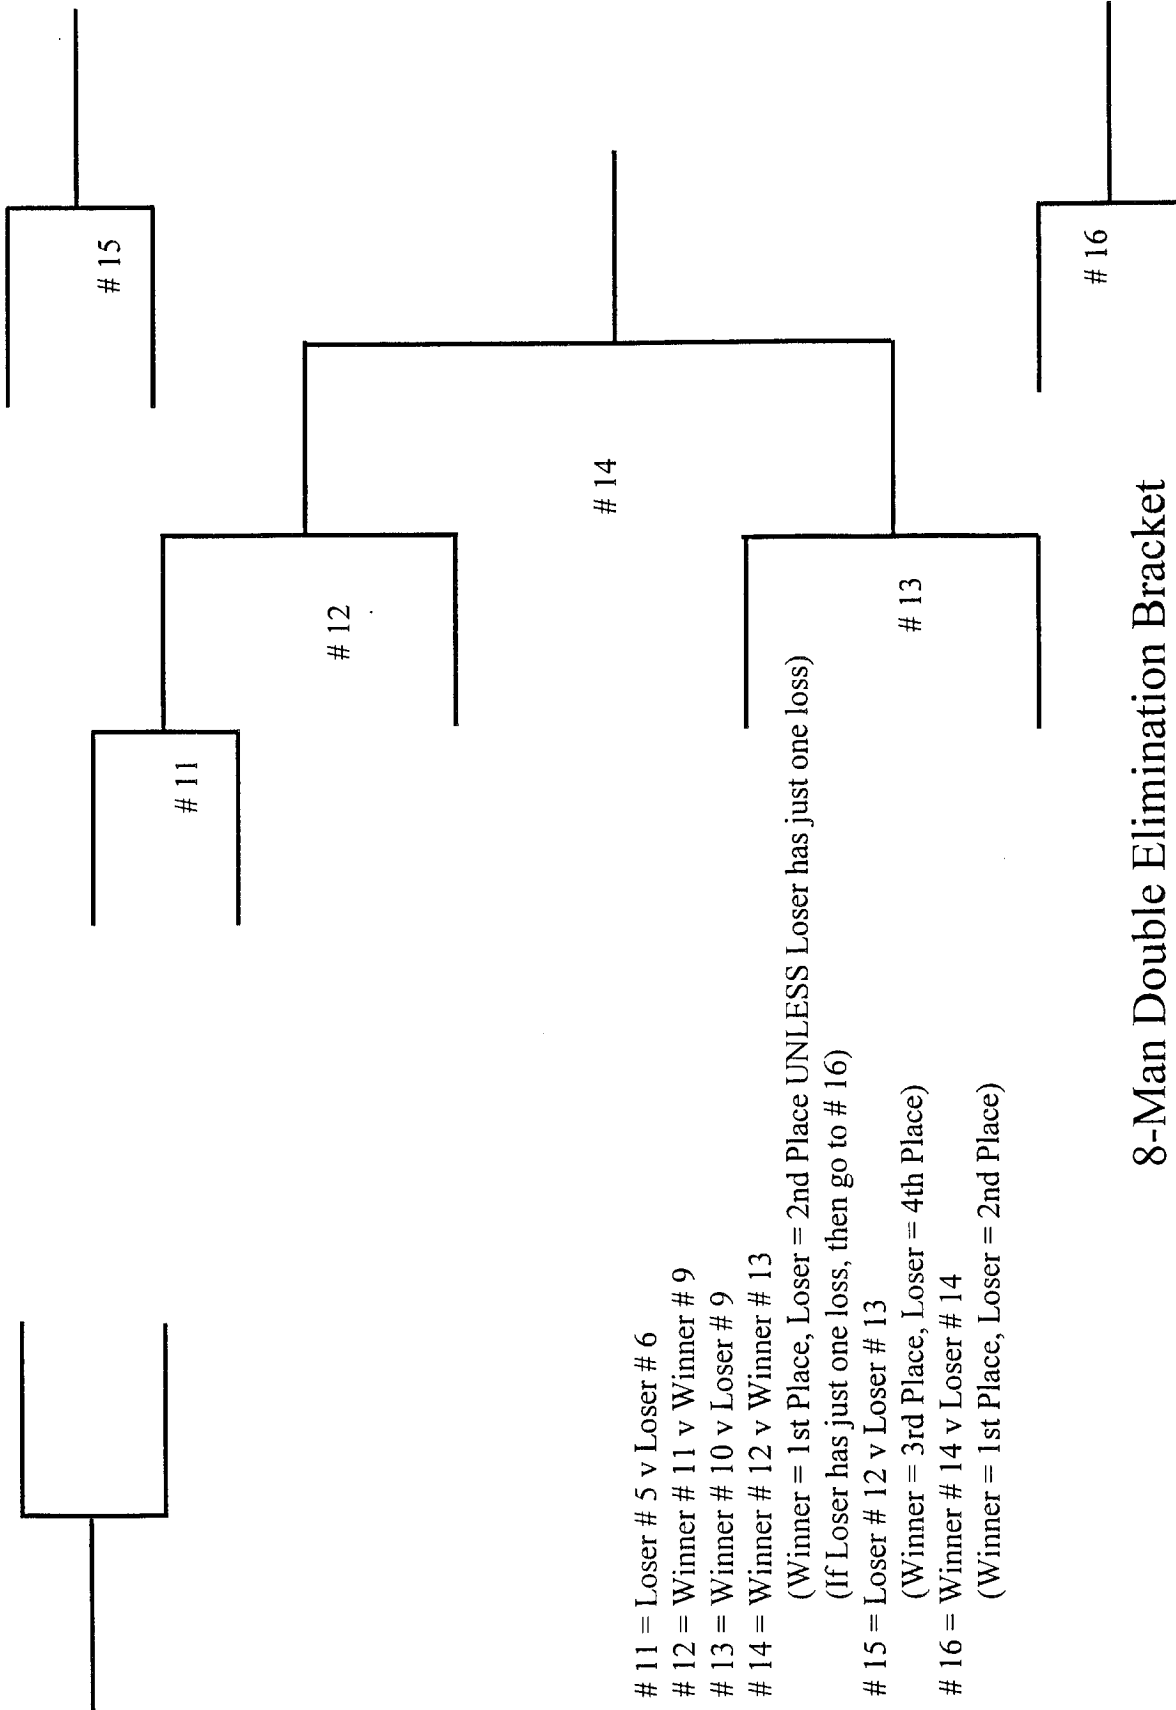 # 15
# 11
# 12
# 14
# 13
# 16
# 11 = Loser # 5 v Loser # 6
# 12 = Winner # 11 v Winner # 9
# 13 = Winner # 10 v Loser # 9
# 14 = Winner # 12 v Winner # 13
(Winner = 1st Place, Loser = 2nd Place UNLESS Loser has just one loss)
(If Loser has just one loss, then go to # 16)
# 15 = Loser # 12 v Loser # 13
(Winner = 3rd Place, Loser = 4th Place)
# 16 = Winner # 14 v Loser # 14
(Winner = 1st Place, Loser = 2nd Place)
8-Man Double Elimination Bracket